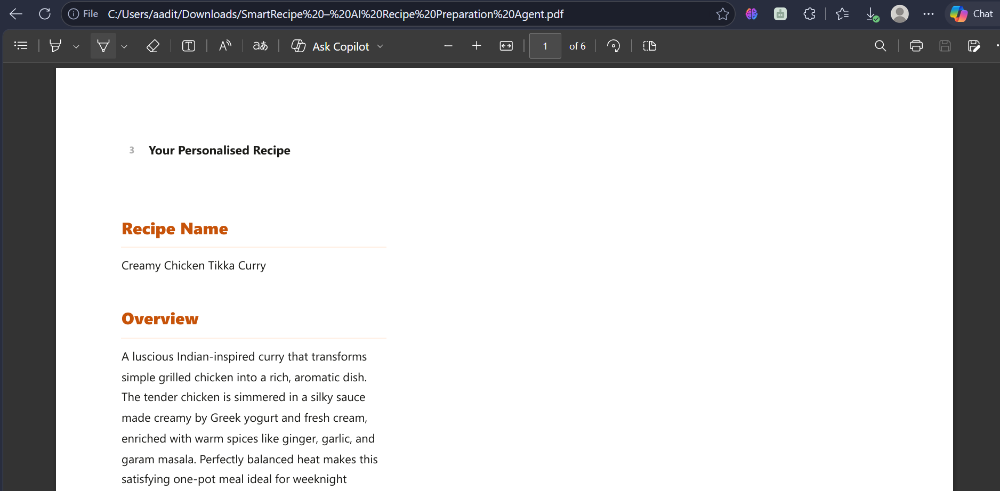 File C:/Users/aadit/Downloads/SmartRecipe%20–%20AI%20Recipe%20Preparation%20Agent.pdf Chat
aあ Ask Copilot 1 of 6
3 Your Personalised Recipe
Recipe Name
Creamy Chicken Tikka Curry
Overview
A luscious Indian-inspired curry that transforms
simple grilled chicken into a rich, aromatic dish.
The tender chicken is simmered in a silky sauce
made creamy by Greek yogurt and fresh cream,
enriched with warm spices like ginger, garlic, and
garam masala. Perfectly balanced heat makes this
satisfying one-pot meal ideal for weeknight